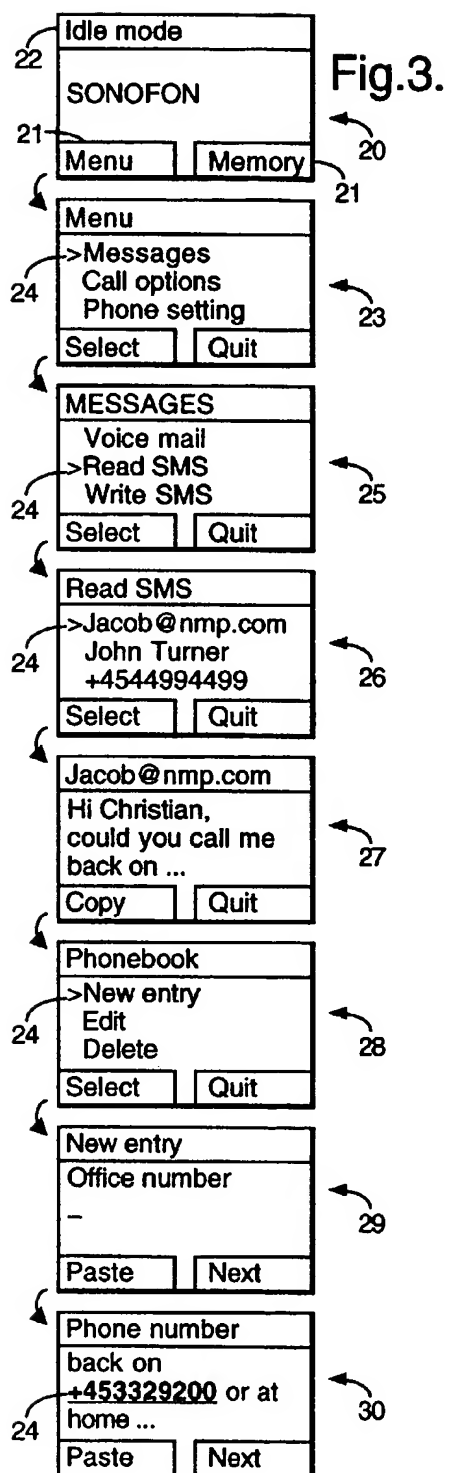 Fig.3.
Idle mode
22
SONOFON
20
21
Menu Memory
21
Menu
>Messages
24
Call options
23
Phone setting
Select Quit
MESSAGES
Voice mail
>Read SMS
24
25
Write SMS
Select Quit
Read SMS
>Jacob@nmp.com
24
John Turner
26
+4544994499
Select Quit
Jacob@nmp.com
Hi Christian,
could you call me
27
back on ...
Copy Quit
Phonebook
>New entry
24
Edit
28
Delete
Select Quit
New entry
Office number
29
_
Paste Next
Phone number
back on
+453329200 or at
30
24
home ...
Paste Next